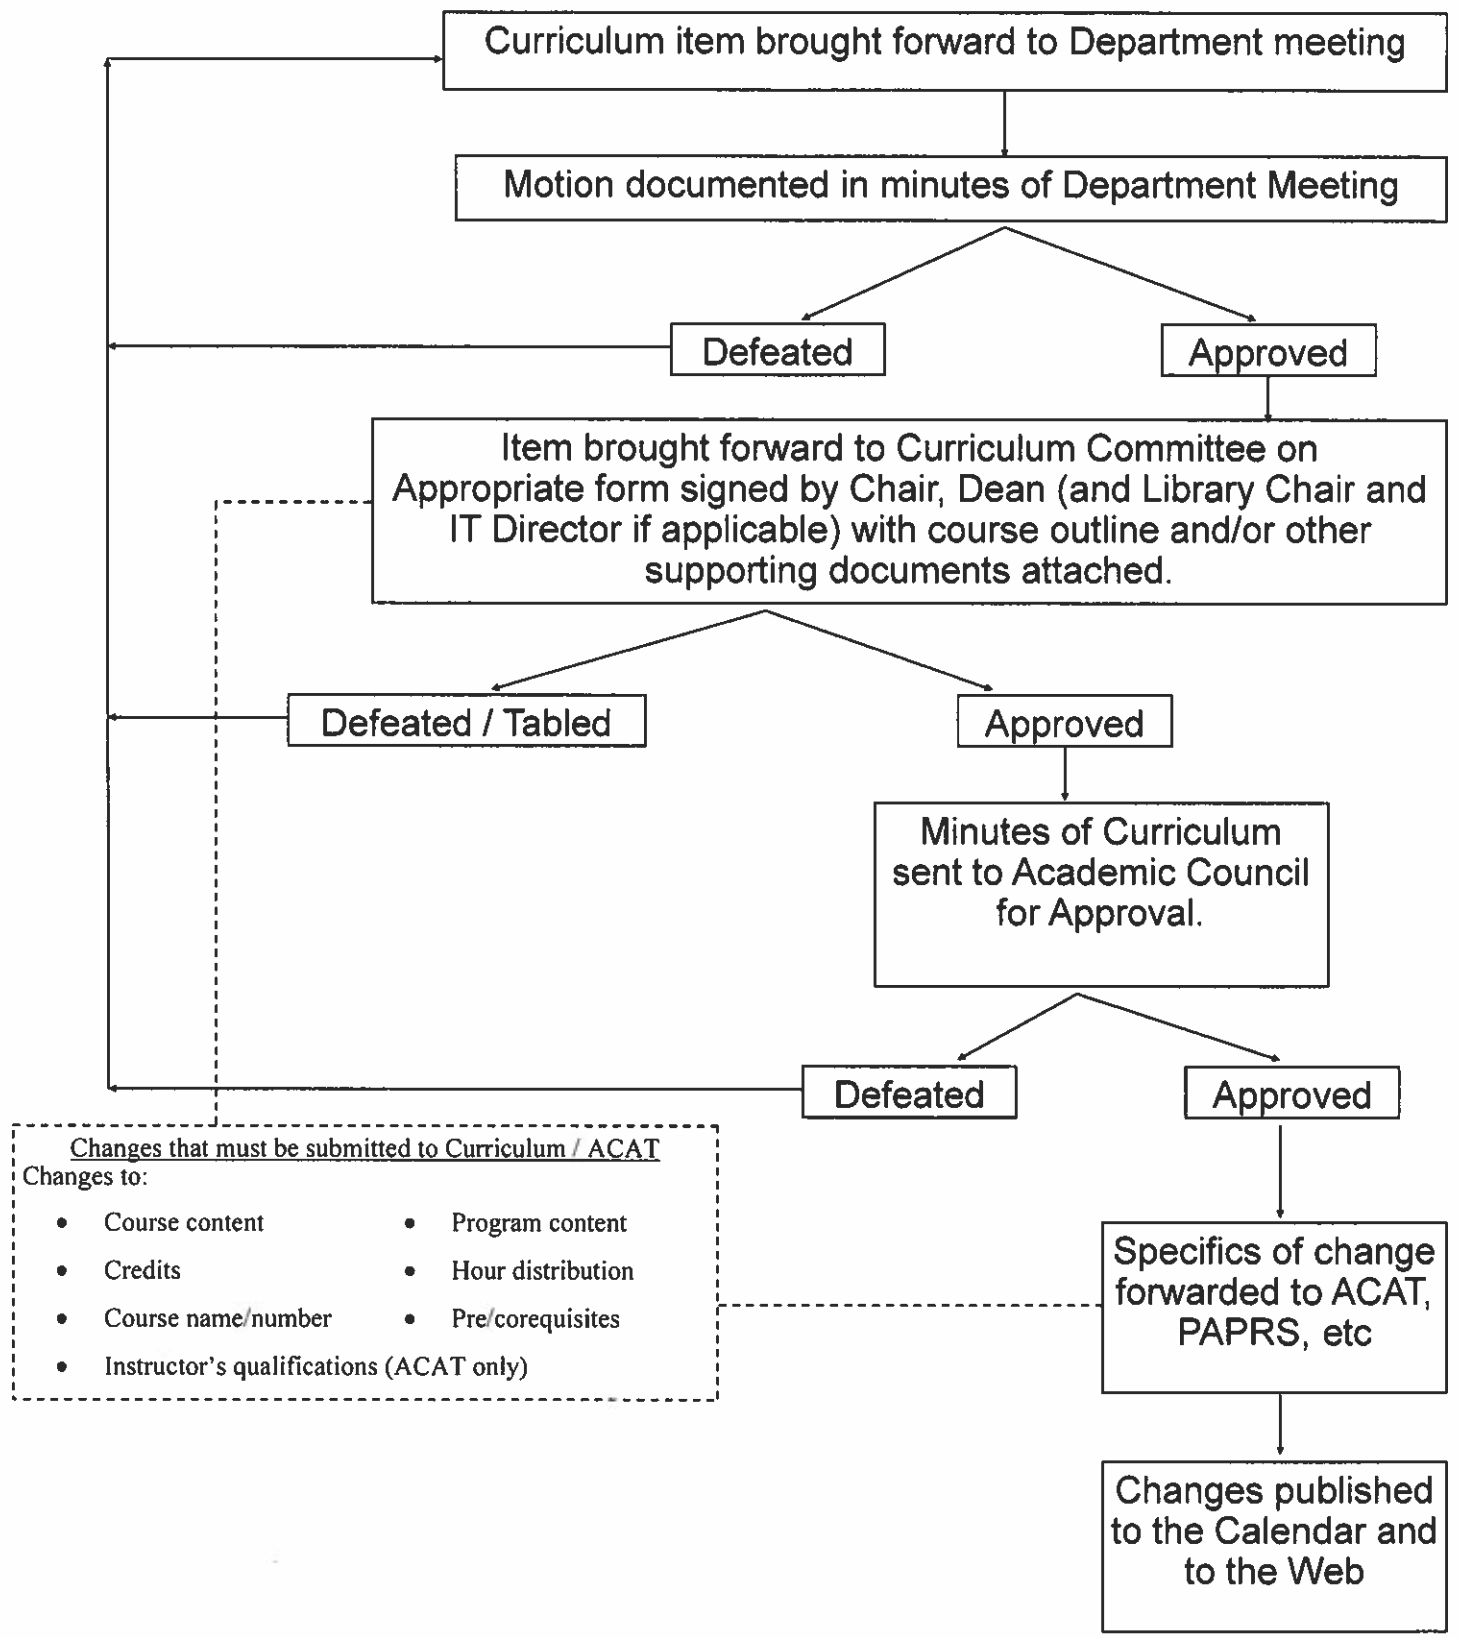 Curriculum item brought forward to Department meeting
Motion documented in minutes of Department Meeting
Defeated
Approved
Item brought forward to Curriculum Committee on
Appropriate form signed by Chair, Dean (and Library Chair and
IT Director if applicable) with course outline and/or other
supporting documents attached.
Defeated / Tabled
Approved
Minutes of Curriculum
sent to Academic Council
for Approval.
Defeated
Approved
Changes that must be submitted to Curriculum / ACAT
Changes to:
• Course content
• Program content
• Credits
• Hour distribution
• Course name/number
• Pre/corequisites
• Instructor's qualifications (ACAT only)
Specifics of change
forwarded to ACAT,
PAPRS, etc
Changes published
to the Calendar and
to the Web